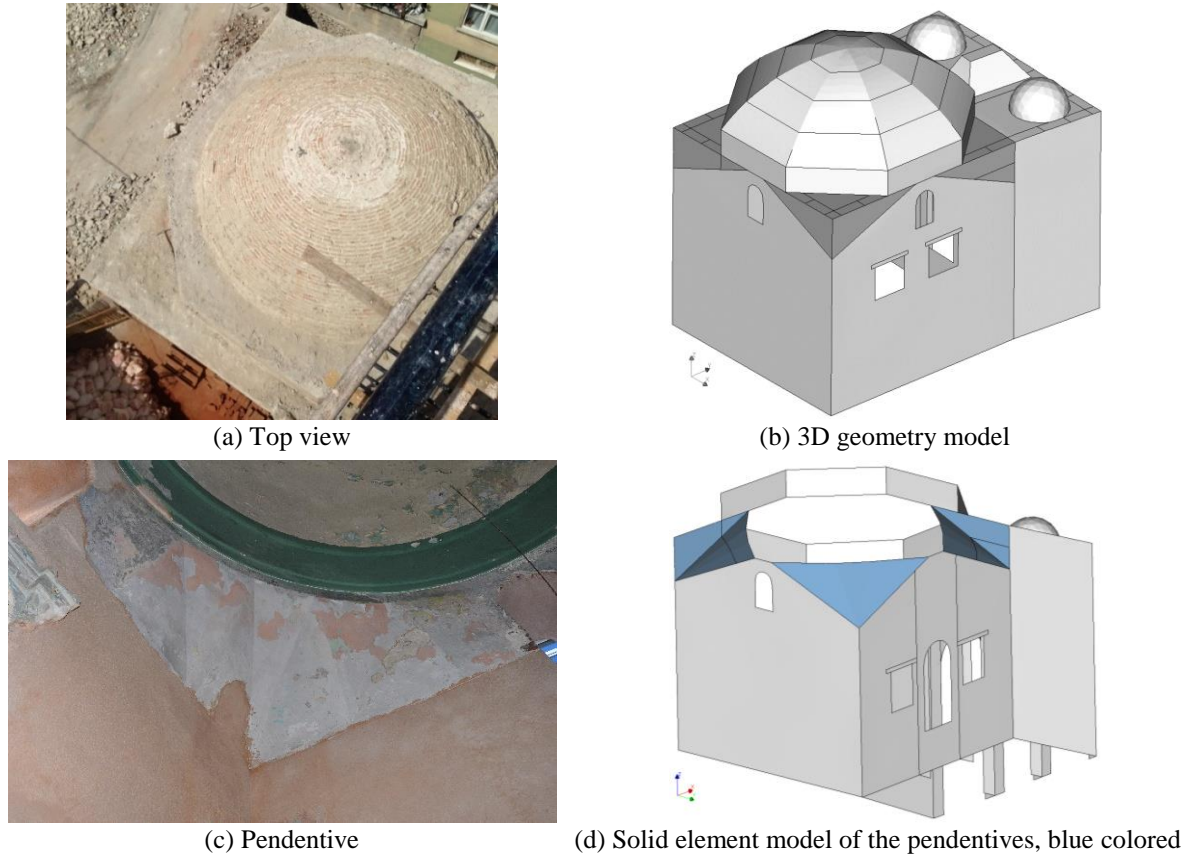 (a) Top view
(b) 3D geometry model
(c) Pendentive
(d) Solid element model of the pendentives, blue colored